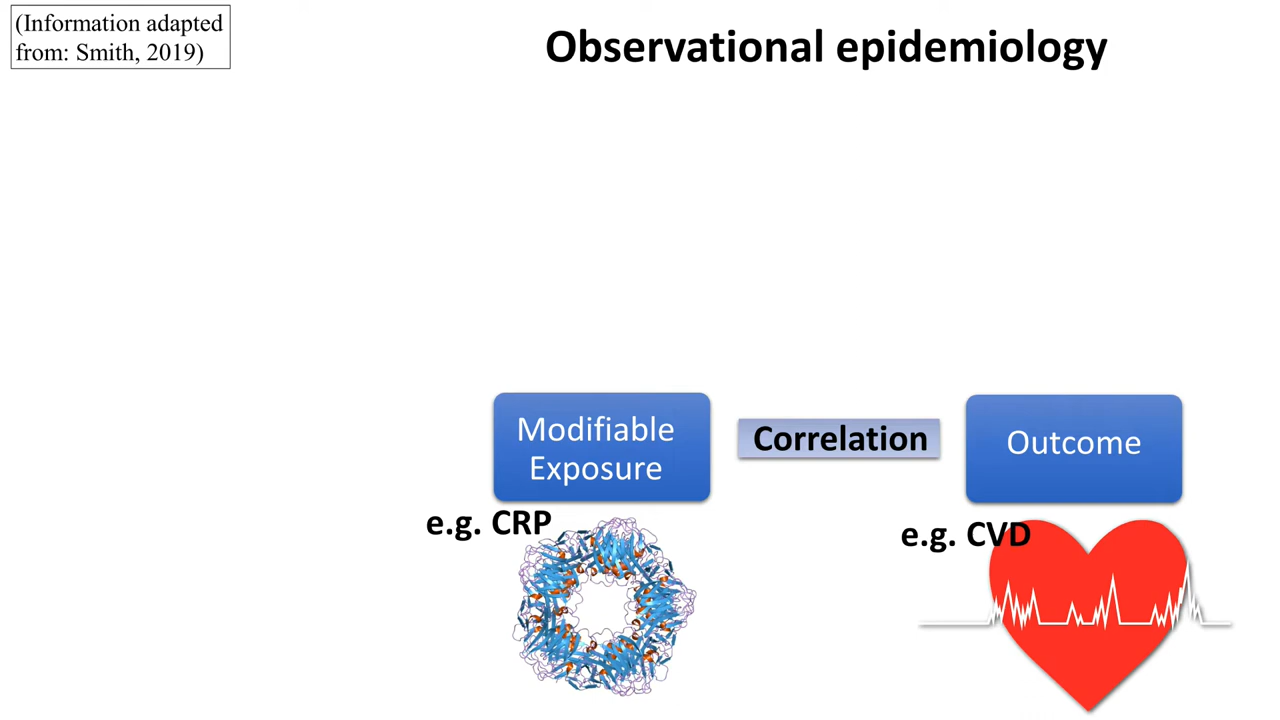 (Information adapted
from: Smith, 2019)
Observational epidemiology
Modifiable
Exposure
Correlation
Outcome
e.g. CRP
e.g. CVD